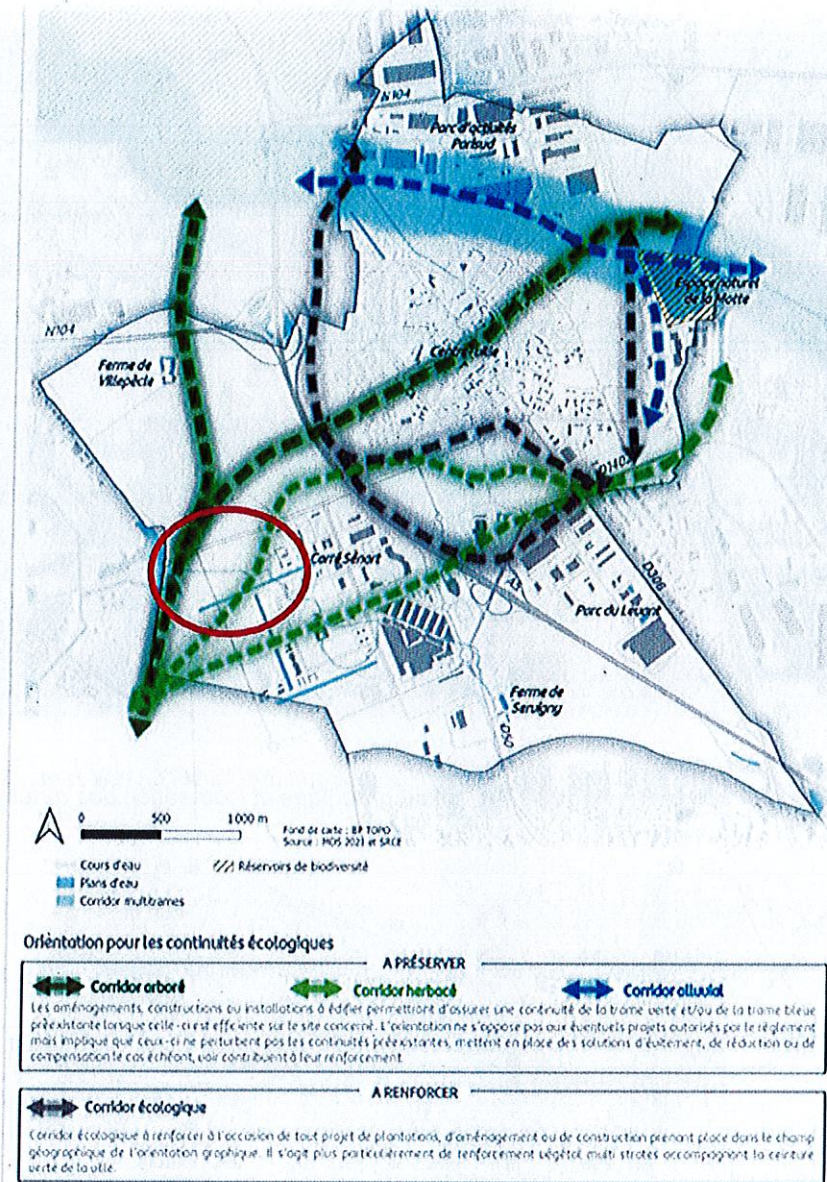 N104
Parc d'activités
Parisud
Espace naturel
de la Motte
N104
Ferme de
Villepècle
Centre ville
D1402
Carré Sénart
A5
D306
Parc du Levant
Ferme de
Servigny
D50
0 500 1000 m
Fond de carte : BP TOPO
Source : MOS 2021 et SRCE
Cours d'eau
Réservoirs de biodiversité
Plans d'eau
Corridor multitrames
Orientation pour les continuités écologiques
A PRÉSERVER
Corridor arboré Corridor herbacé Corridor alluvial
Les aménagements, constructions ou installations à édifier permettront d'assurer une continuité de la trame verte et/ou de la trame bleue
préexistante lorsque celle-ci est efficiente sur le site concerné. L'orientation ne s'oppose pas aux éventuels projets autorisés par le règlement
mais implique que ceux-ci ne perturbent pas les continuités préexistantes, mettent en place des solutions d'évitement, de réduction ou de
compensation le cas échéant, voir contribuent à leur renforcement.
A RENFORCER
Corridor écologique
Corridor écologique à renforcer à l'occasion de tout projet de plantations, d'aménagement ou de construction prenant place dans le champ
géographique de l'orientation graphique. Il s'agit plus particulièrement de renforcement végétal multi strates accompagnant la ceinture
verte de la ville.